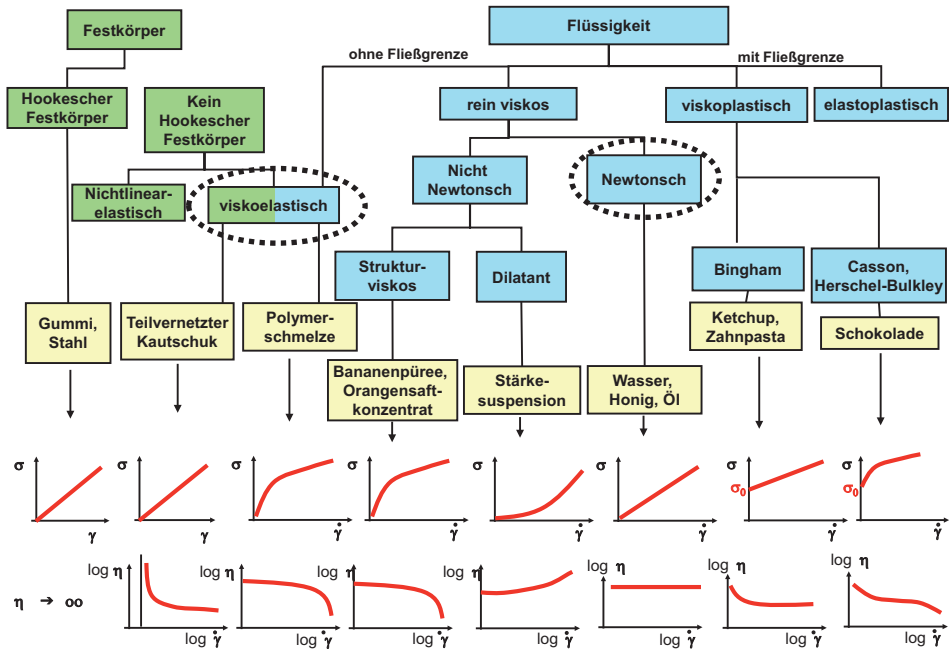 Festkörper
Flüssigkeit
ohne Fließgrenze
mit Fließgrenze
Hookescher
Festkörper
Kein
Hookescher
Festkörper
rein viskos
viskoplastisch
elastoplastisch
Nichtlinear-
elastisch
viskoelastisch
Nicht
Newtonsch
Newtonsch
Struktur-
viskos
Dilatant
Bingham
Casson,
Herschel-Bulkley
Gummi,
Stahl
Teilvernetzter
Kautschuk
Polymer-
schmelze
Ketchup,
Zahnpasta
Schokolade
Bananenpüree,
Orangensaft-
konzentrat
Stärke-
suspension
Wasser,
Honig, Öl
σ σ σ σ σ σ σ σ
σ₀ σ₀
γ γ γ̇ γ̇ γ̇ γ̇ γ̇ γ̇
log η log η log η log η log η log η log η
η → ∞
log γ̇ log γ̇ log γ̇ log γ̇ log γ̇ log γ̇ log γ̇